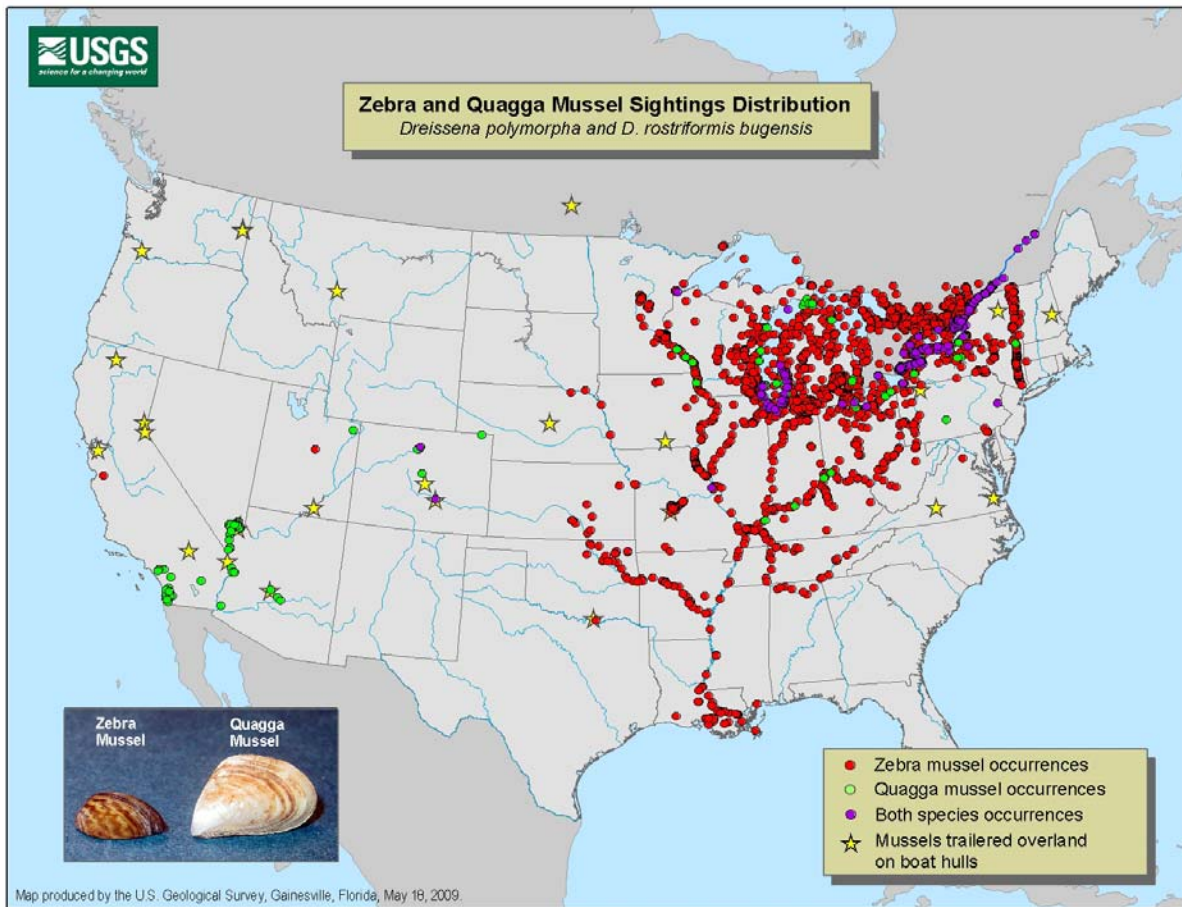 USGS
science for a changing world
Zebra and Quagga Mussel Sightings Distribution
Dreissena polymorpha and D. rostriformis bugensis
Zebra
Mussel
Quagga
Mussel
Zebra mussel occurrences
Quagga mussel occurrences
Both species occurrences
Mussels trailered overland
on boat hulls
Map produced by the U.S. Geological Survey, Gainesville, Florida, May 18, 2009.